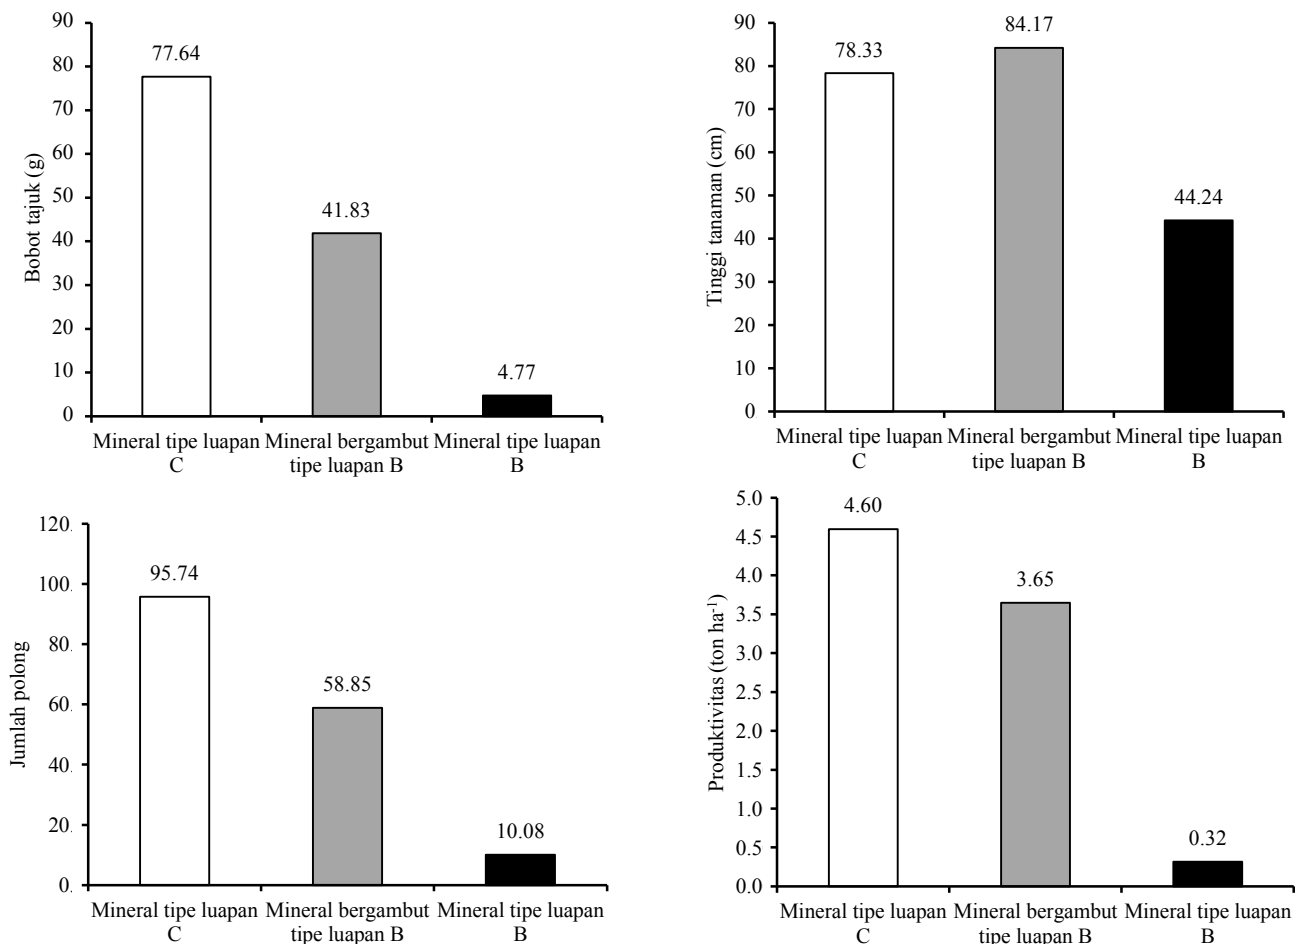 Bobot tajuk (g)
90
80
70
60
50
40
30
20
10
0
77.64
41.83
4.77
Mineral tipe luapan
C
Mineral bergambut
tipe luapan B
Mineral tipe luapan
B
Tinggi tanaman (cm)
90
80
70
60
50
40
30
20
10
0
78.33
84.17
44.24
Mineral tipe luapan
C
Mineral bergambut
tipe luapan B
Mineral tipe luapan
B
Jumlah polong
120.
100.
80.
60.
40.
20.
0.
95.74
58.85
10.08
Mineral tipe luapan
C
Mineral bergambut
tipe luapan B
Mineral tipe luapan
B
Produktivitas (ton ha⁻¹)
5.0
4.5
4.0
3.5
3.0
2.5
2.0
1.5
1.0
0.5
0.0
4.60
3.65
0.32
Mineral tipe luapan
C
Mineral bergambut
tipe luapan B
Mineral tipe luapan
B